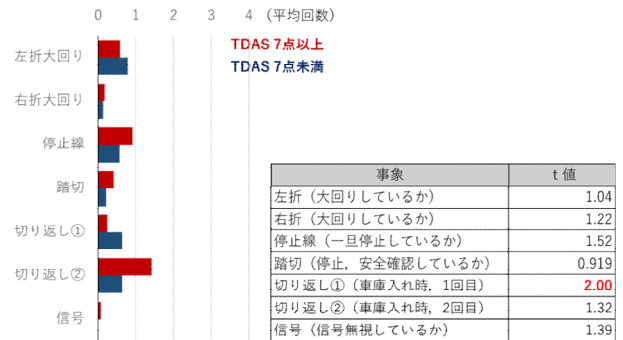 0 1 2 3 4 (平均回数)
TDAS 7点以上
TDAS 7点未満
左折大回り
右折大回り
停止線
踏切
切り返し①
切り返し②
信号
事象 t 値
左折（大回りしているか） 1.04
右折（大回りしているか） 1.22
停止線（一旦停止しているか） 1.52
踏切（停止，安全確認しているか） 0.919
切り返し①（車庫入れ時，1回目） 2.00
切り返し②（車庫入れ時，2回目） 1.32
信号（信号無視しているか） 1.39